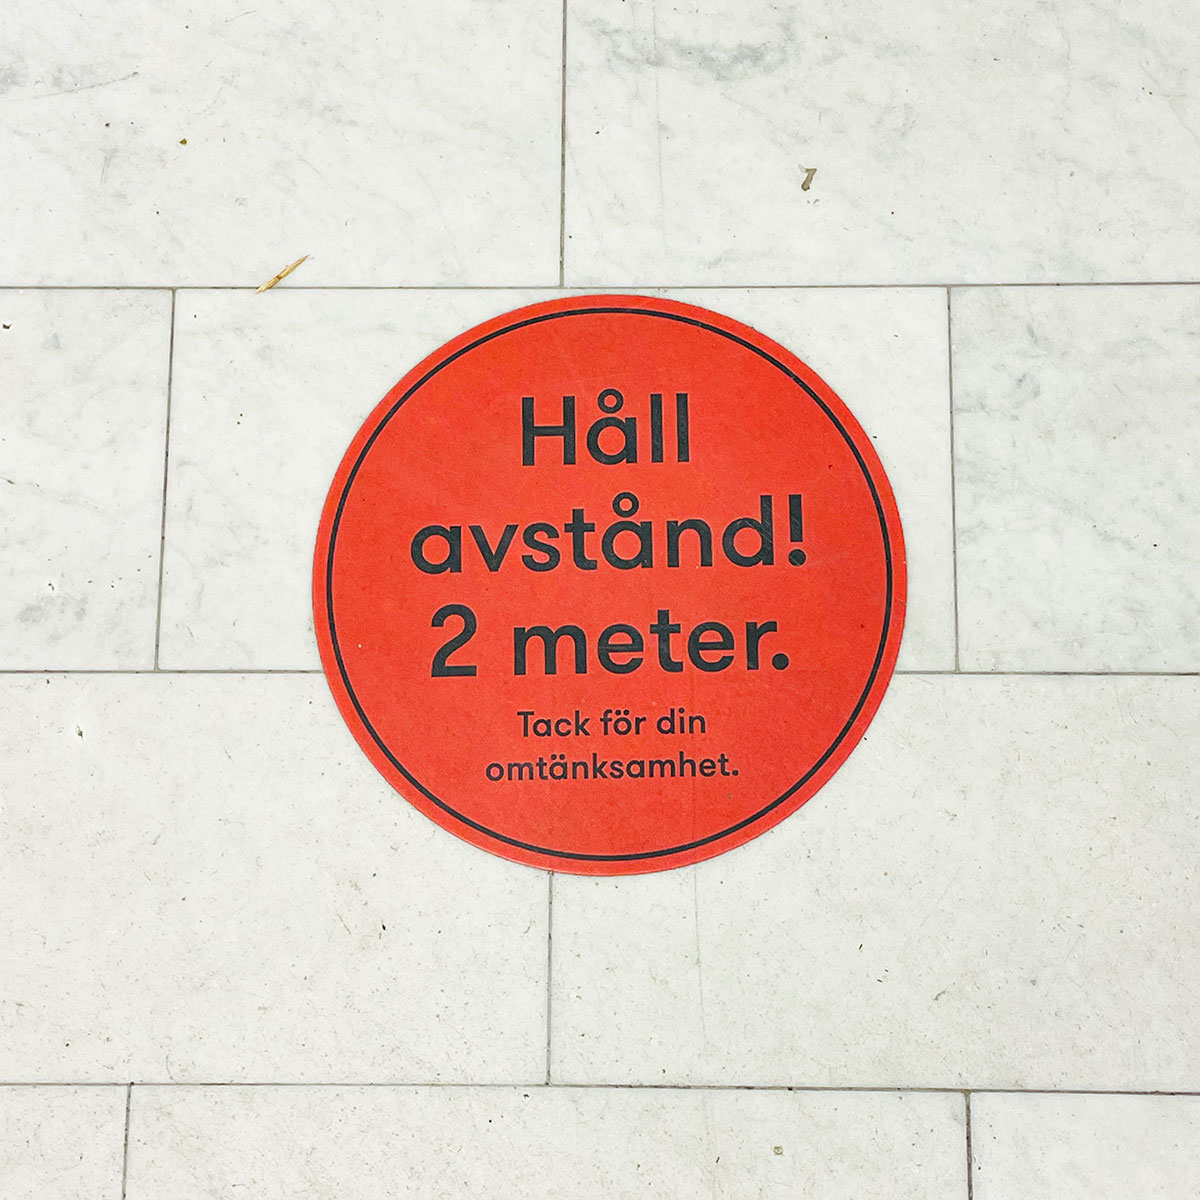 Håll
avstånd!
2 meter.
Tack för din
omtänksamhet.